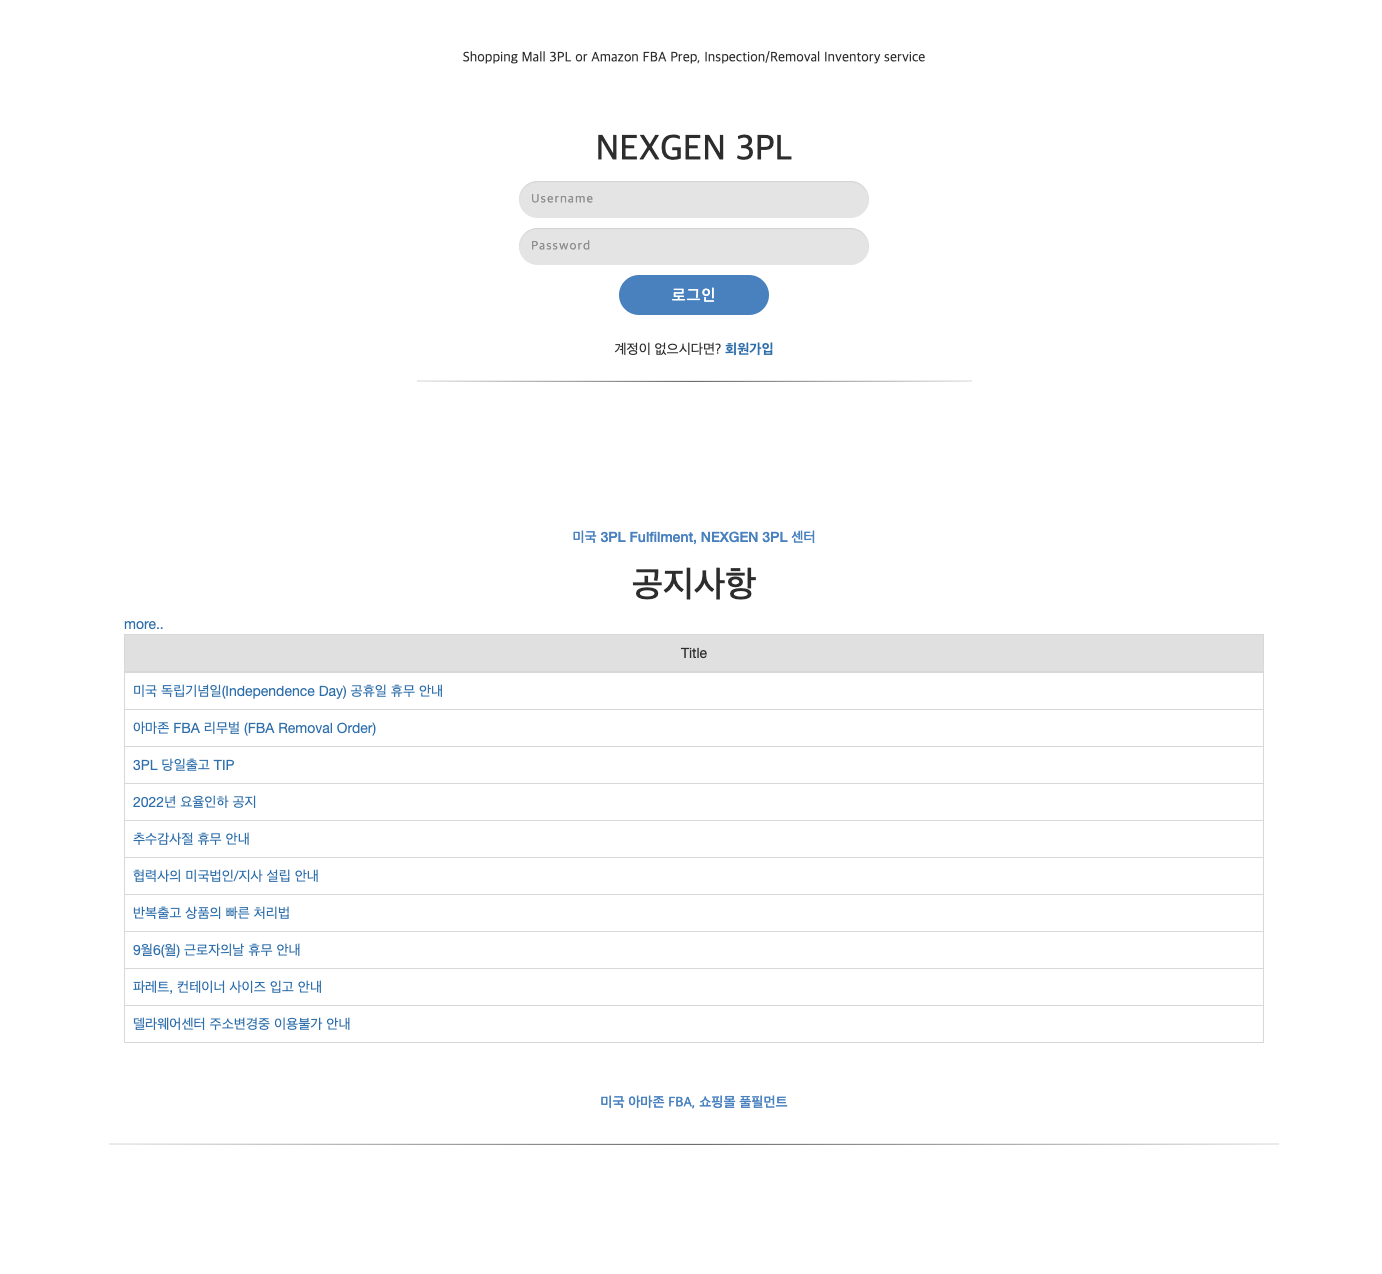 Shopping Mall 3PL or Amazon FBA Prep, Inspection/Removal Inventory service
NEXGEN 3PL
Username
Password
로그인
계정이 없으시다면? 회원가입
미국 3PL Fulfilment, NEXGEN 3PL 센터
공지사항
more..
Title
미국 독립기념일(Independence Day) 공휴일 휴무 안내
아마존 FBA 리무벌 (FBA Removal Order)
3PL 당일출고 TIP
2022년 요율인하 공지
추수감사절 휴무 안내
협력사의 미국법인/지사 설립 안내
반복출고 상품의 빠른 처리법
9월6(월) 근로자의날 휴무 안내
파레트, 컨테이너 사이즈 입고 안내
델라웨어센터 주소변경중 이용불가 안내
미국 아마존 FBA, 쇼핑몰 풀필먼트